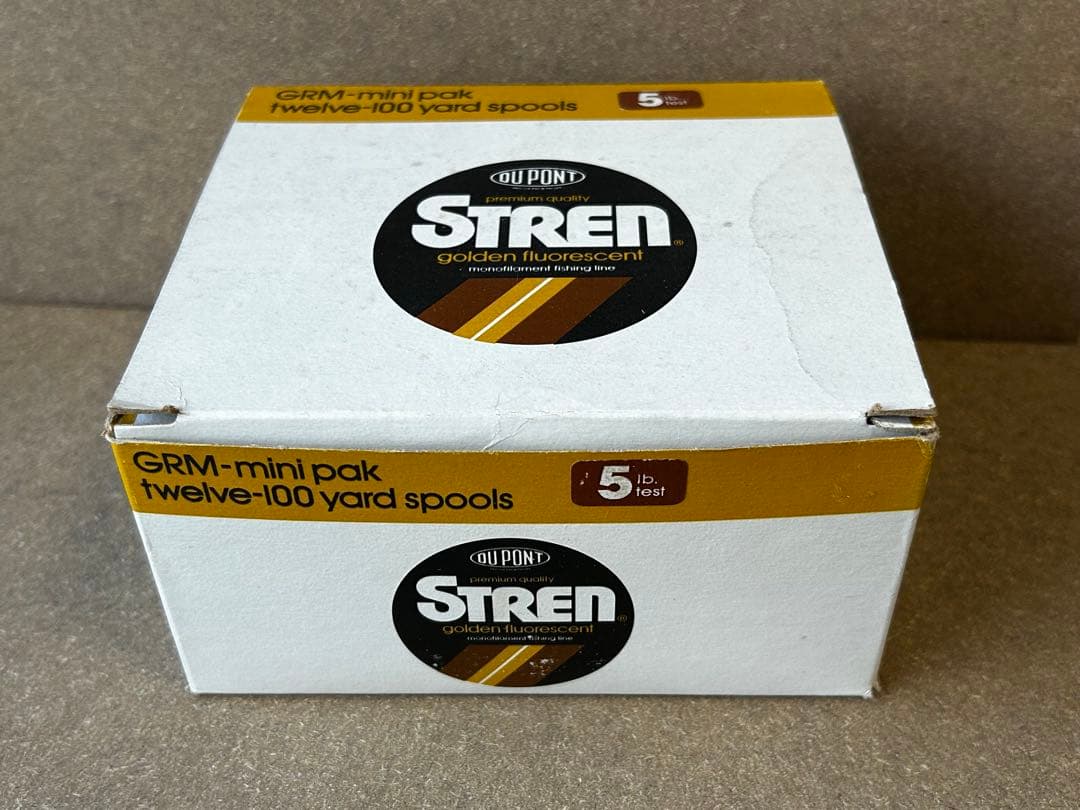 GRM-mini pak
twelve-100 yard spools
5 lb. test
DU PONT
premium quality
STREN®
golden fluorescent
monofilament fishing line
GRM-mini pak
twelve-100 yard spools
5 lb. test
DU PONT
premium quality
STREN®
golden fluorescent
monofilament fishing line